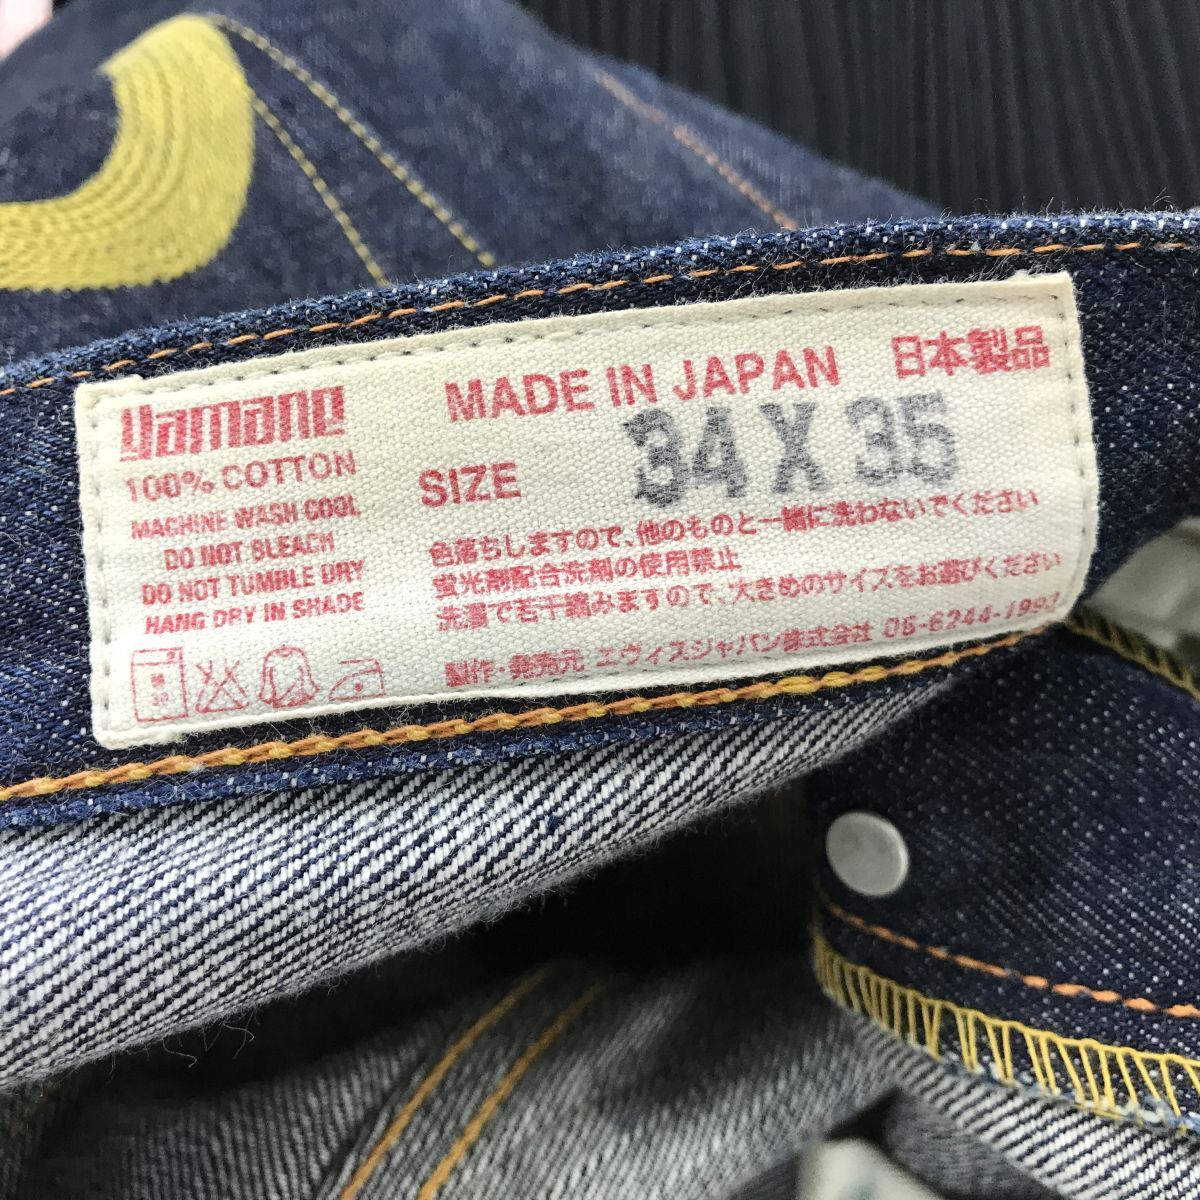 yamane
100% COTTON
MACHINE WASH COOL
DO NOT BLEACH
DO NOT TUMBLE DRY
HANG DRY IN SHADE
MADE IN JAPAN 日本製品
SIZE 34 X 35
色落ちしますので、他のものと一緒に洗わないでください
蛍光剤配合洗剤の使用禁止
洗濯で若干縮みますので、大きめのサイズをお選びください
製作・発売元 エヴィスジャパン株式会社 06-6244-1992